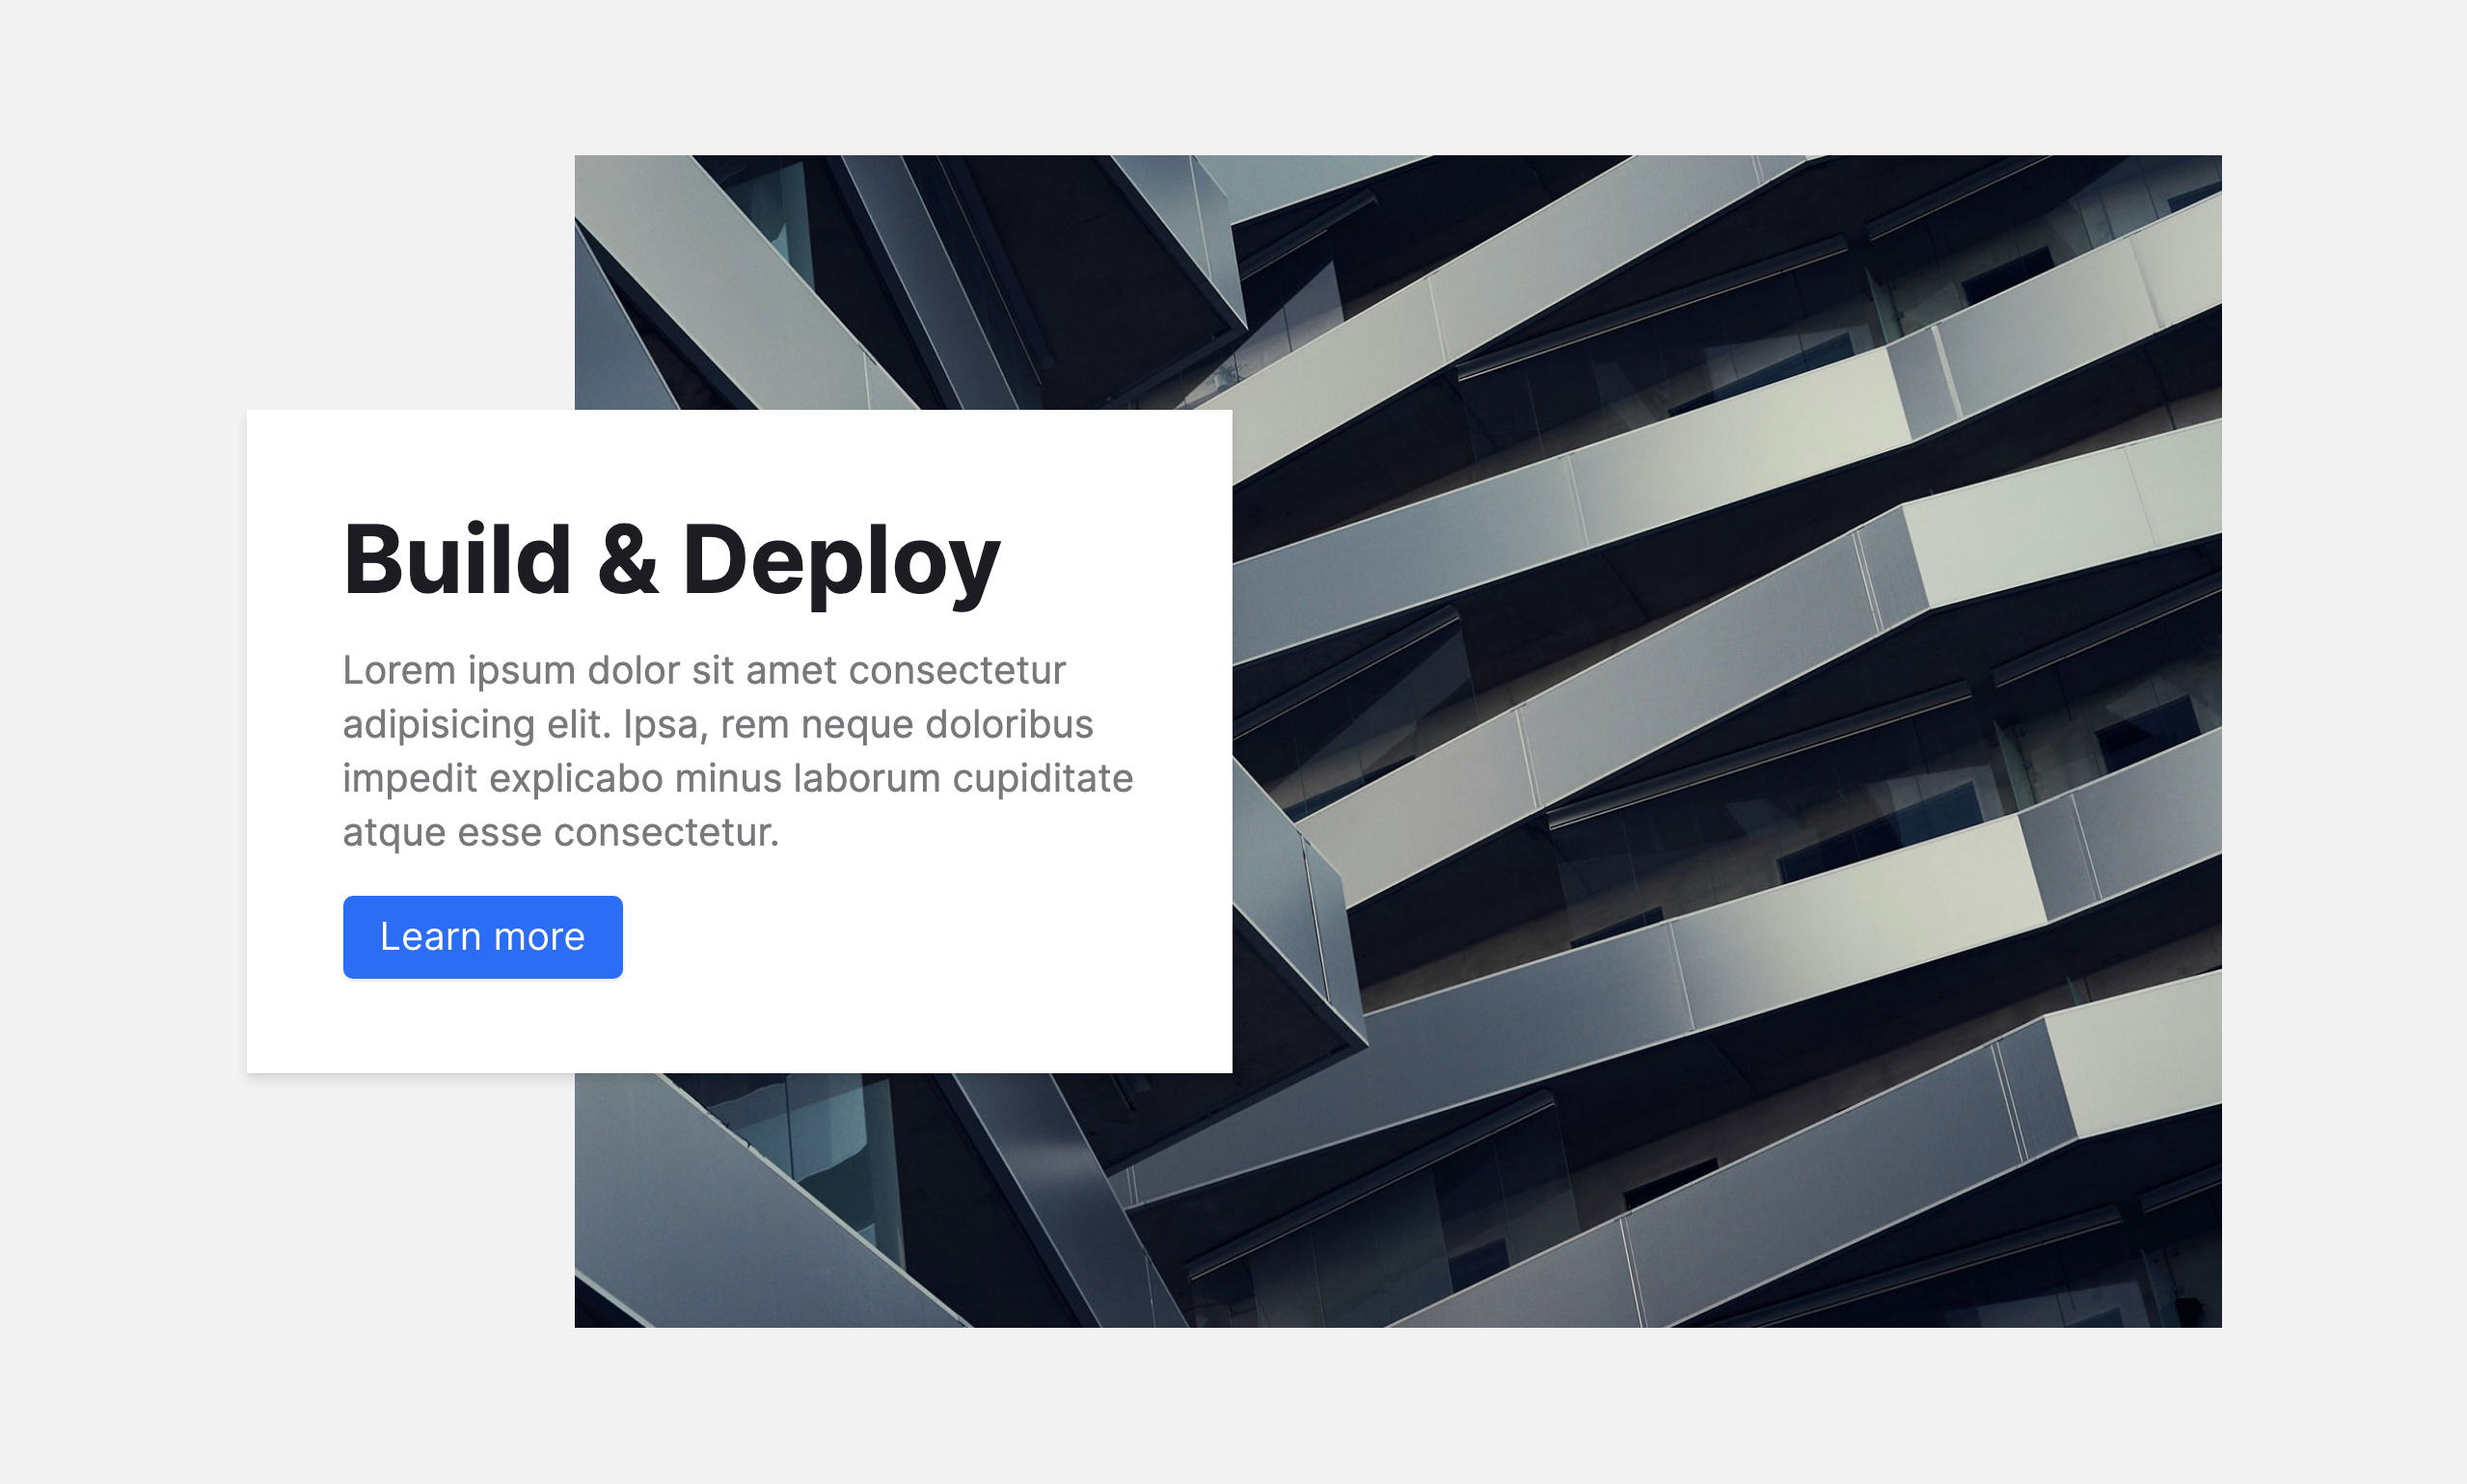 Build & Deploy
Lorem ipsum dolor sit amet consectetur
adipisicing elit. Ipsa, rem neque doloribus
impedit explicabo minus laborum cupiditate
atque esse consectetur.
Learn more